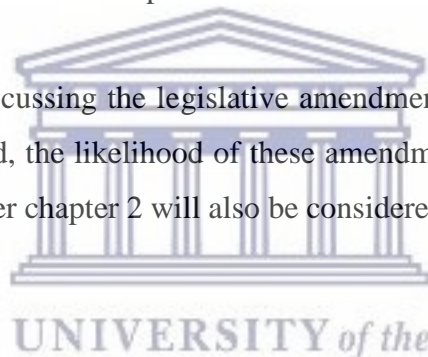 cussing the legislative amendmen
d, the likelihood of these amendm
er chapter 2 will also be considere
UNIVERSITY of the